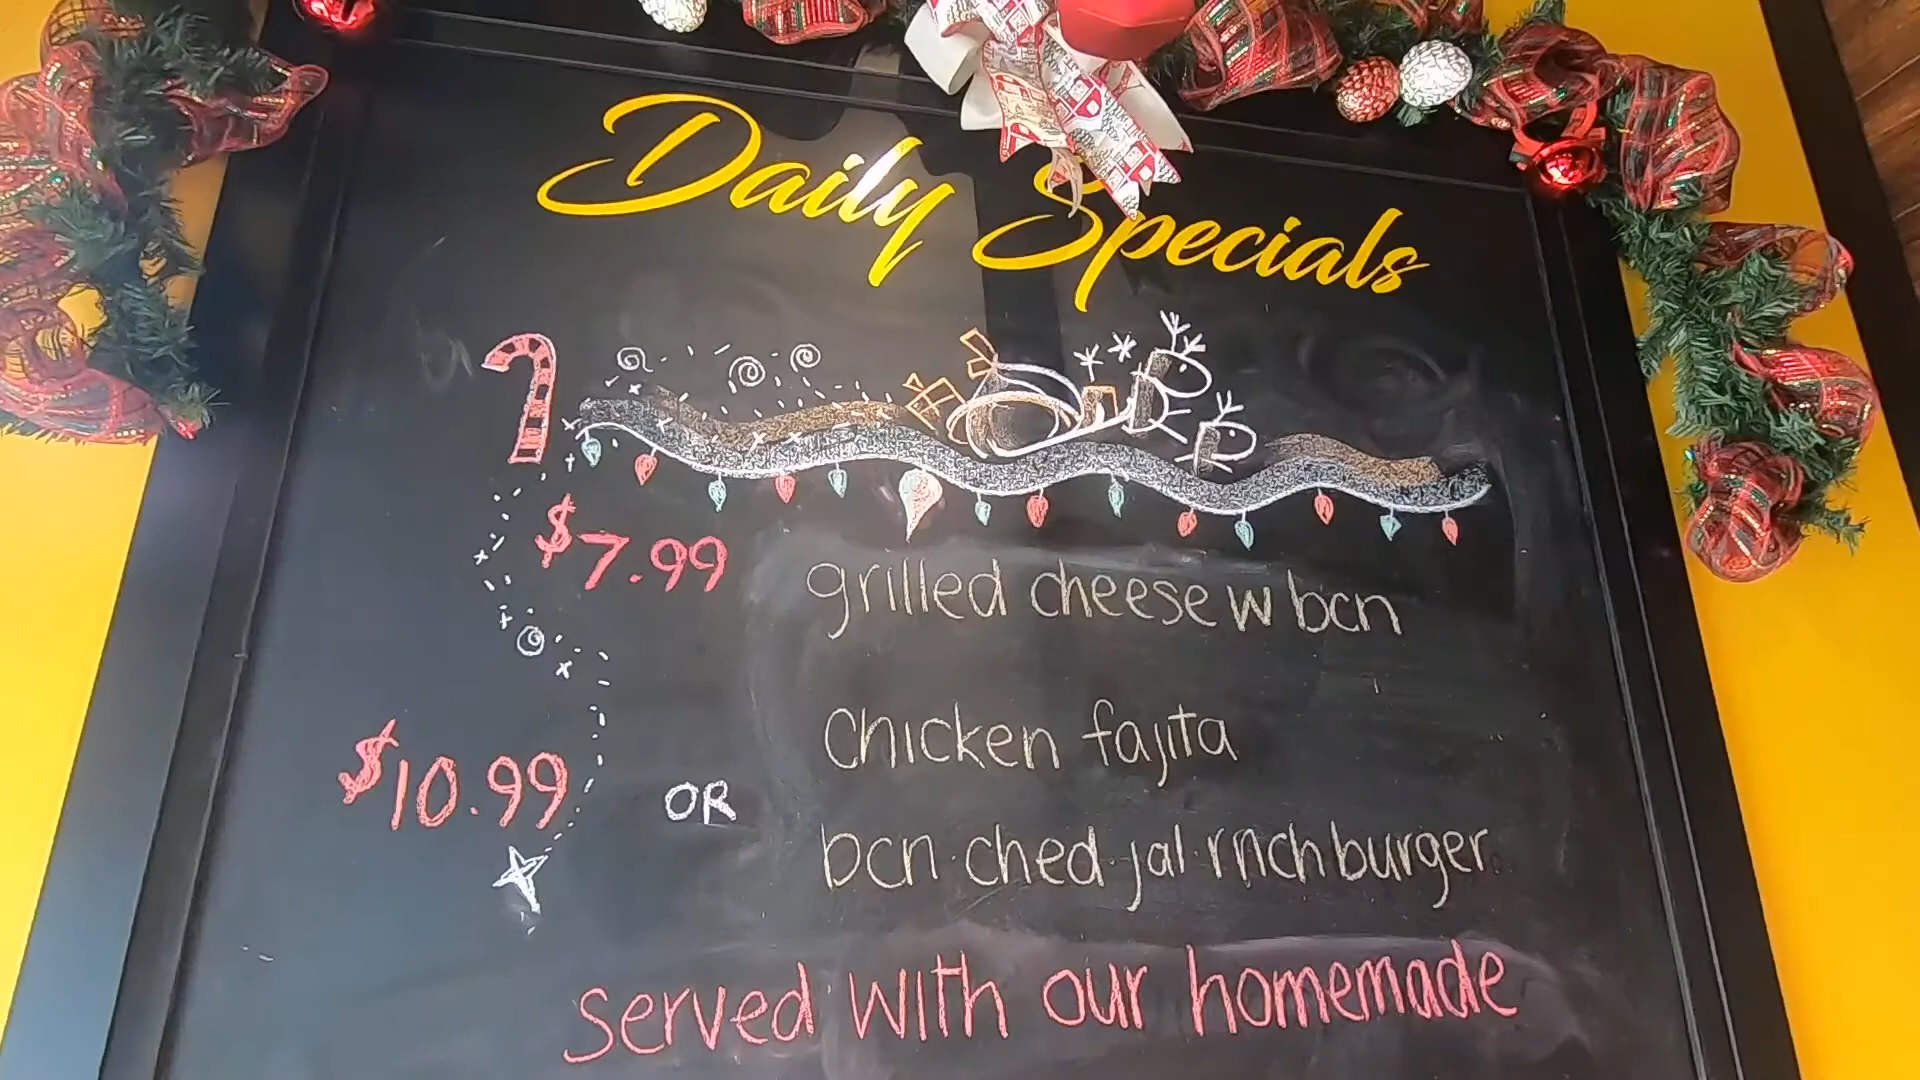 Daily Specials
$7.99 grilled cheese w bcn
Chicken fajita
$10.99 OR
bcn·ched·jal·rnch burger
served with our homemade